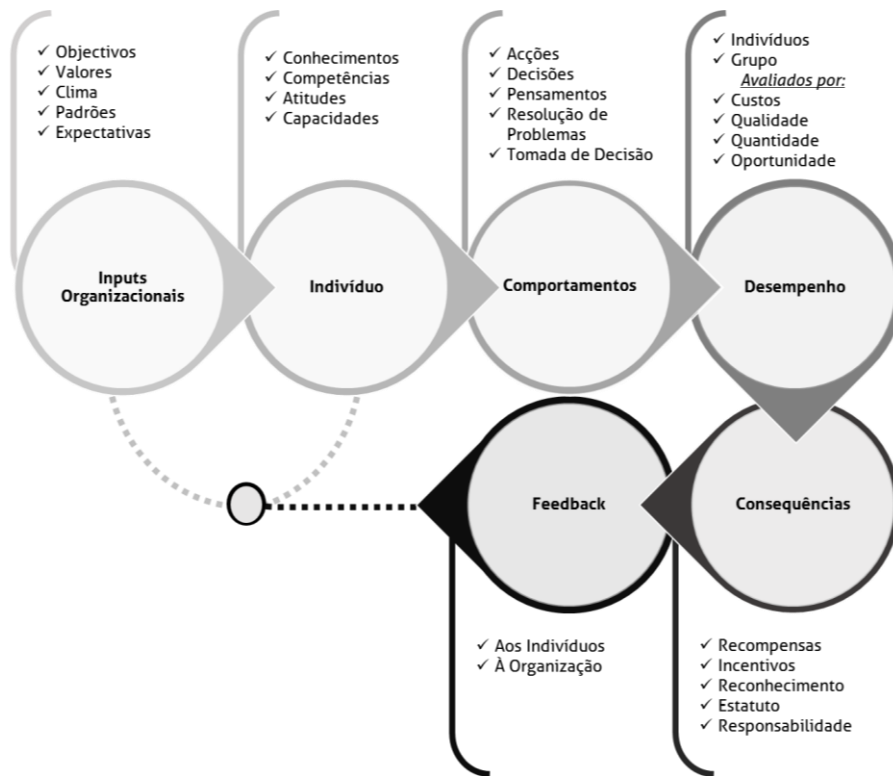 ✓ Objectivos
✓ Valores
✓ Clima
✓ Padrões
✓ Expectativas
✓ Conhecimentos
✓ Competências
✓ Atitudes
✓ Capacidades
✓ Acções
✓ Decisões
✓ Pensamentos
✓ Resolução de
Problemas
✓ Tomada de Decisão
✓ Indivíduos
✓ Grupo
Avaliados por:
✓ Custos
✓ Qualidade
✓ Quantidade
✓ Oportunidade
Inputs
Organizacionais
Indivíduo
Comportamentos
Desempenho
Feedback
Consequências
✓ Aos Indivíduos
✓ À Organização
✓ Recompensas
✓ Incentivos
✓ Reconhecimento
✓ Estatuto
✓ Responsabilidade